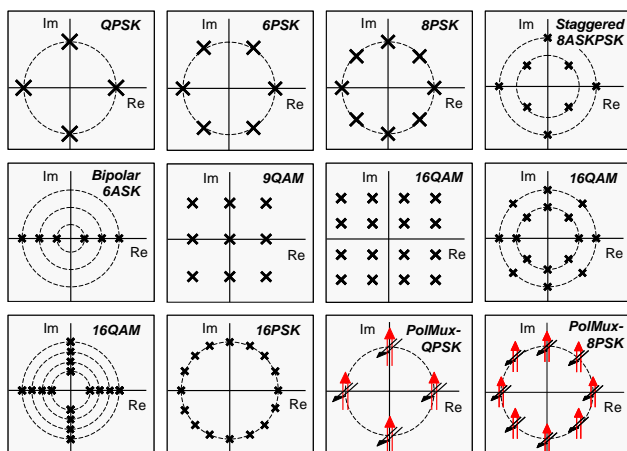 Im
QPSK
Re
Im
6PSK
Re
Im
8PSK
Re
Im
Staggered
8ASKPSK
Re
Im
Bipolar
6ASK
Re
Im
9QAM
Re
Im
16QAM
Re
Im
16QAM
Re
Im
16QAM
Re
Im
16PSK
Re
Im
PolMux-
QPSK
Re
Im
PolMux-
8PSK
Re